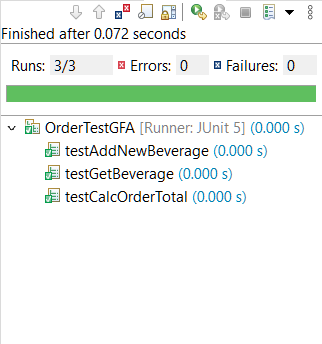 Finished after 0.072 seconds
Runs: 3/3 Errors: 0 Failures: 0
OrderTestGFA [Runner: JUnit 5] (0.000 s)
testAddNewBeverage (0.000 s)
testGetBeverage (0.000 s)
testCalcOrderTotal (0.000 s)